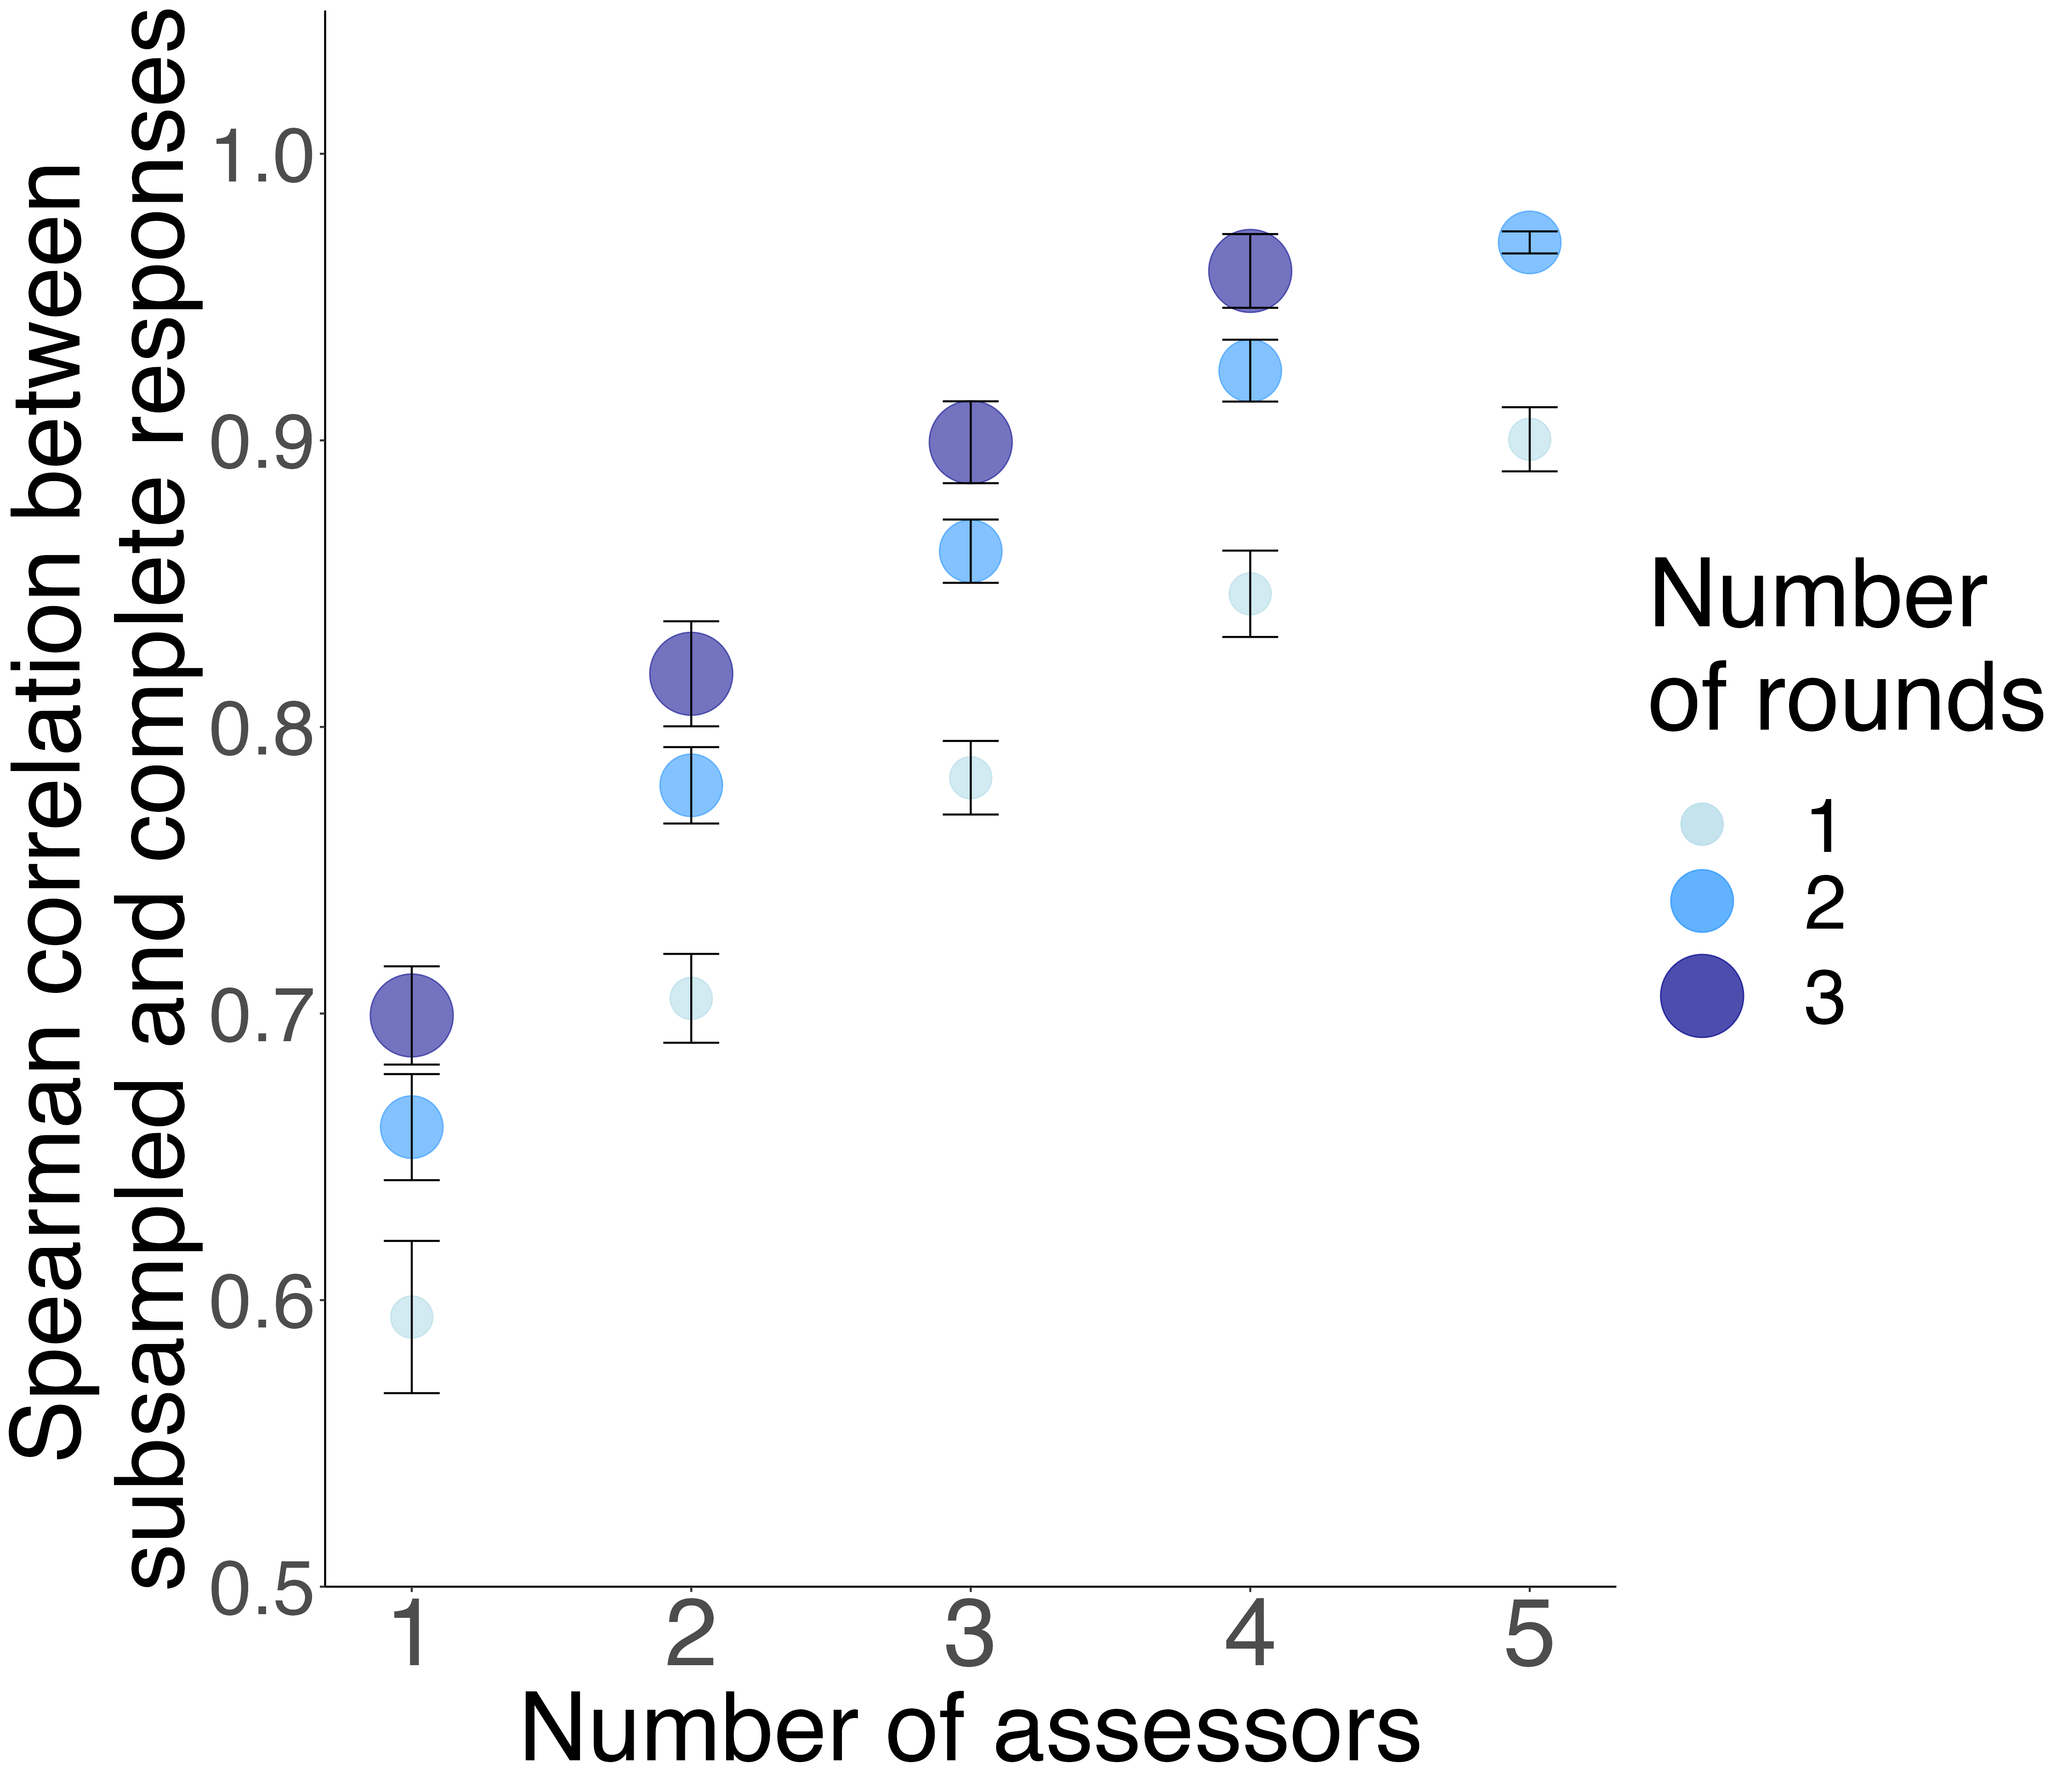 Spearman correlation between
subsampled and complete responses
1.0
0.9
0.8
0.7
0.6
0.5
1 2 3 4 5
Number of assessors
Number
of rounds
1
2
3